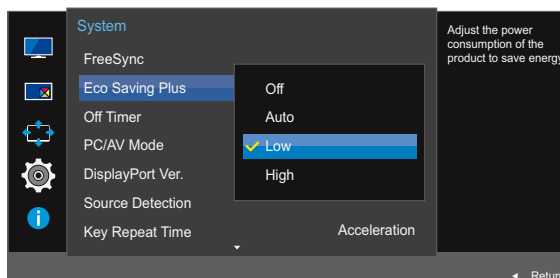 System
Adjust the power
consumption of the
product to save energy
FreeSync
Eco Saving Plus
Off
Off Timer
Auto
PC/AV Mode
Low
DisplayPort Ver.
High
Source Detection
Key Repeat Time
Acceleration
Return